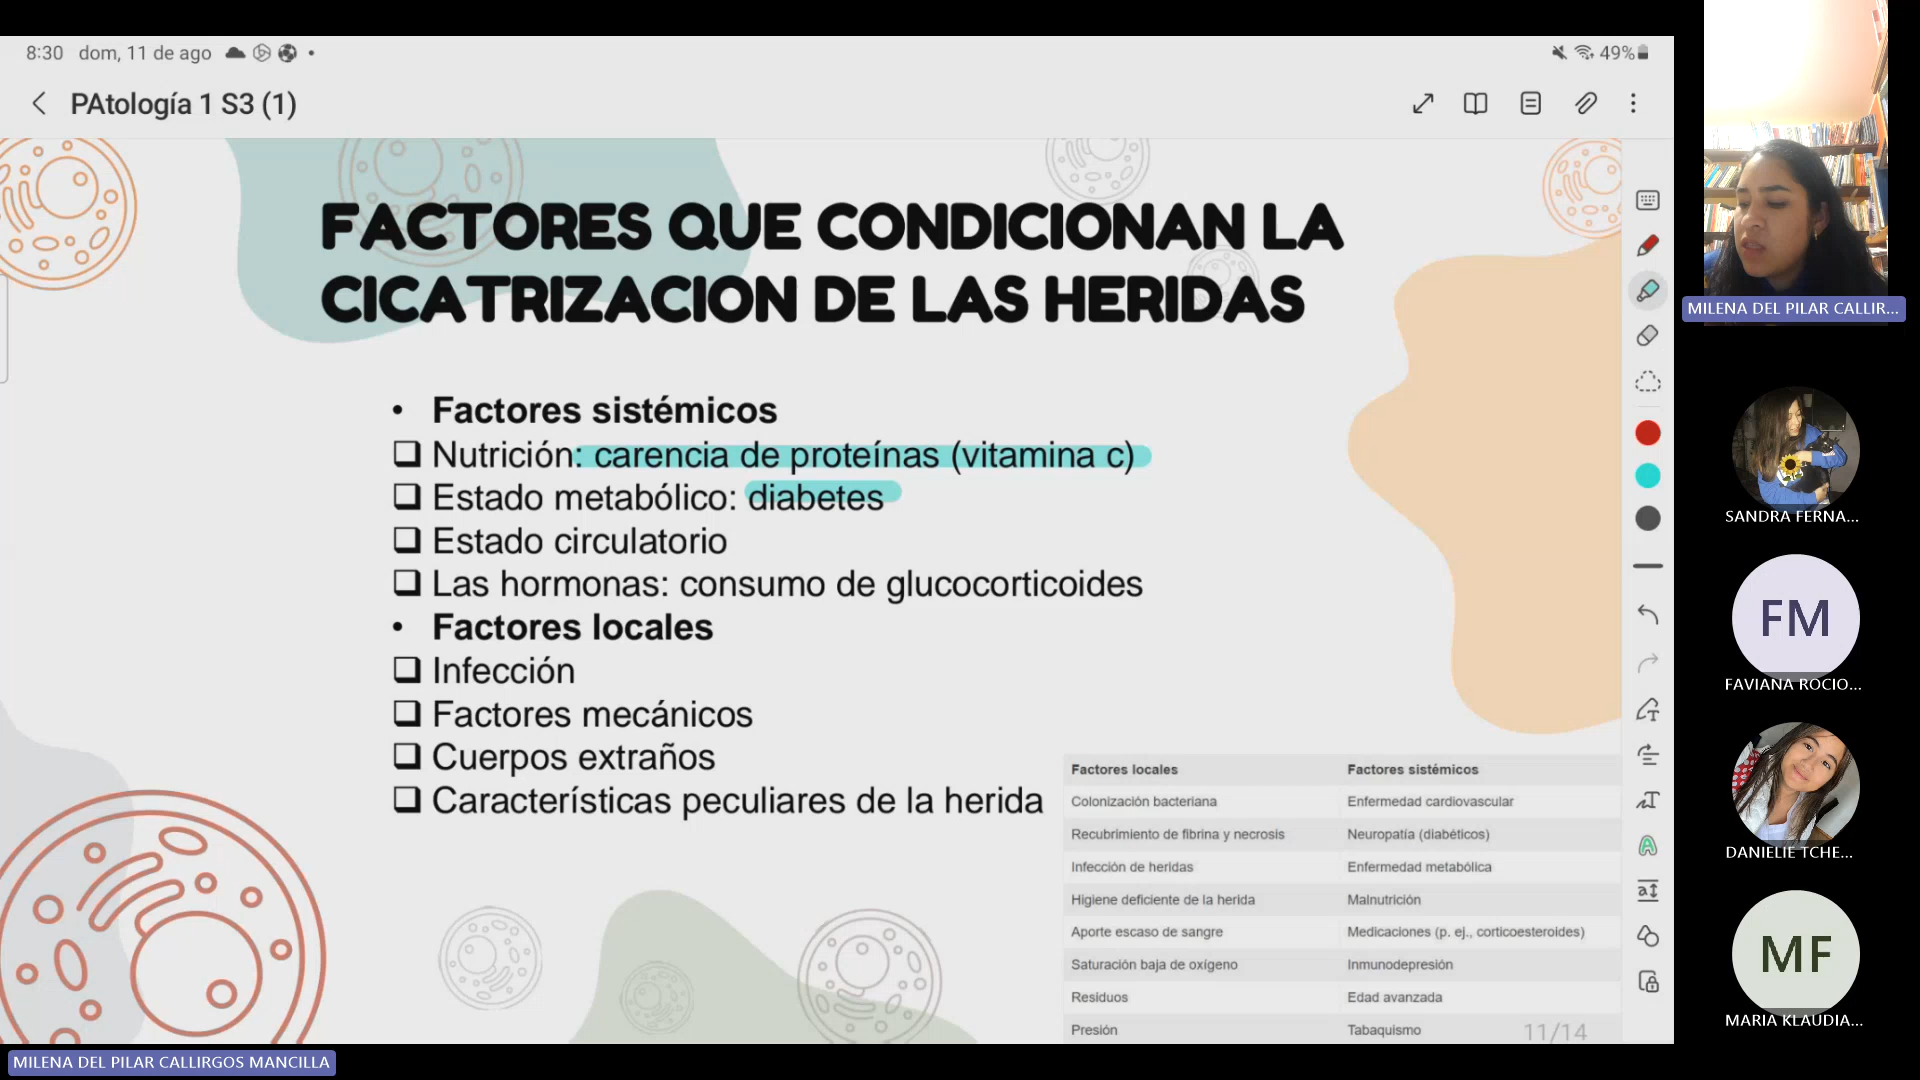 8:30 dom, 11 de ago
49%
PAtología 1 S3 (1)
FACTORES QUE CONDICIONAN LA
CICATRIZACION DE LAS HERIDAS
• Factores sistémicos
❑ Nutrición: carencia de proteínas (vitamina c)
❑ Estado metabólico: diabetes
❑ Estado circulatorio
❑ Las hormonas: consumo de glucocorticoides
• Factores locales
❑ Infección
❑ Factores mecánicos
❑ Cuerpos extraños
❑ Características peculiares de la herida
Factores locales Factores sistémicos
Colonización bacteriana Enfermedad cardiovascular
Recubrimiento de fibrina y necrosis Neuropatía (diabéticos)
Infección de heridas Enfermedad metabólica
Higiene deficiente de la herida Malnutrición
Aporte escaso de sangre Medicaciones (p. ej., corticoesteroides)
Saturación baja de oxígeno Inmunodepresión
Residuos Edad avanzada
Presión Tabaquismo
11/14
MILENA DEL PILAR CALLIRGOS MANCILLA
MILENA DEL PILAR CALLIR...
SANDRA FERNA...
FM
FAVIANA ROCIO...
DANIELIE TCHE...
MF
MARIA KLAUDIA...